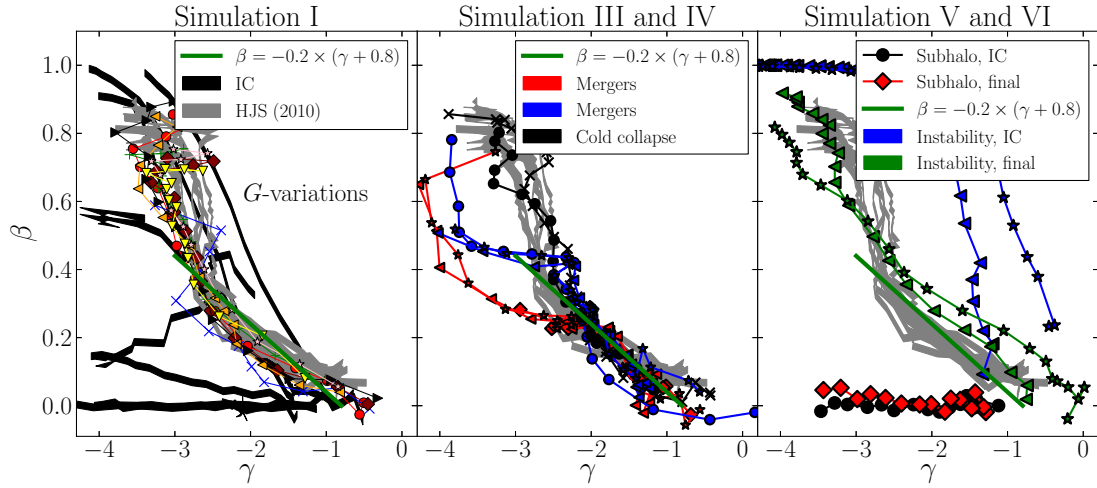 Simulation I
Simulation III and IV
Simulation V and VI
β = −0.2 × (γ + 0.8)
IC
HJS (2010)
G-variations
β = −0.2 × (γ + 0.8)
Mergers
Mergers
Cold collapse
Subhalo, IC
Subhalo, final
β = −0.2 × (γ + 0.8)
Instability, IC
Instability, final
β
1.0
0.8
0.6
0.4
0.2
0.0
−4 −3 −2 −1 0
−4 −3 −2 −1 0
−4 −3 −2 −1 0
γ
γ
γ